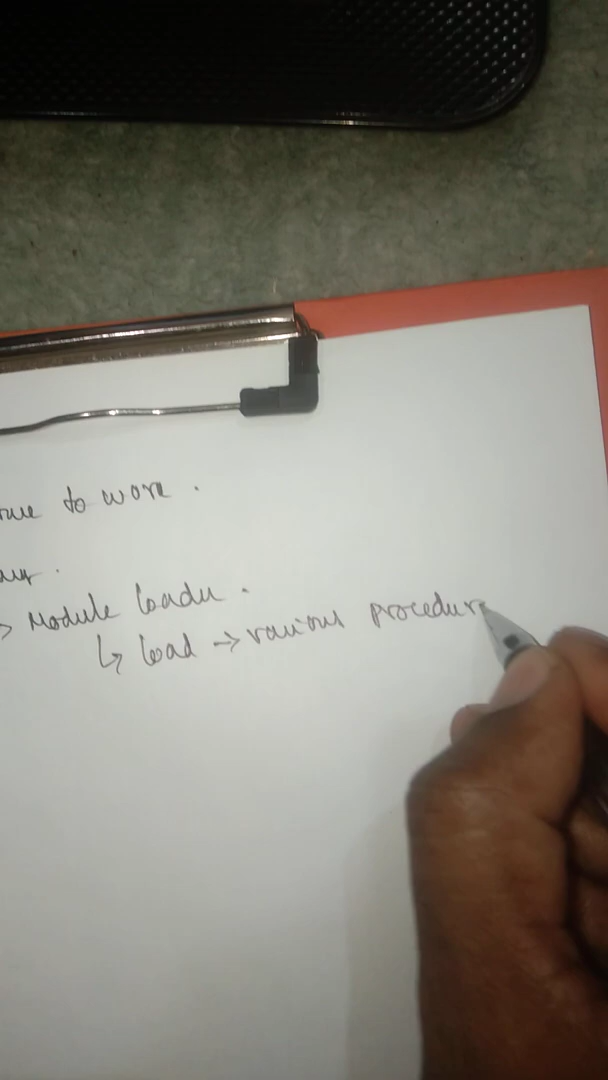 to work .
> Module loader .
↳ load → various procedure